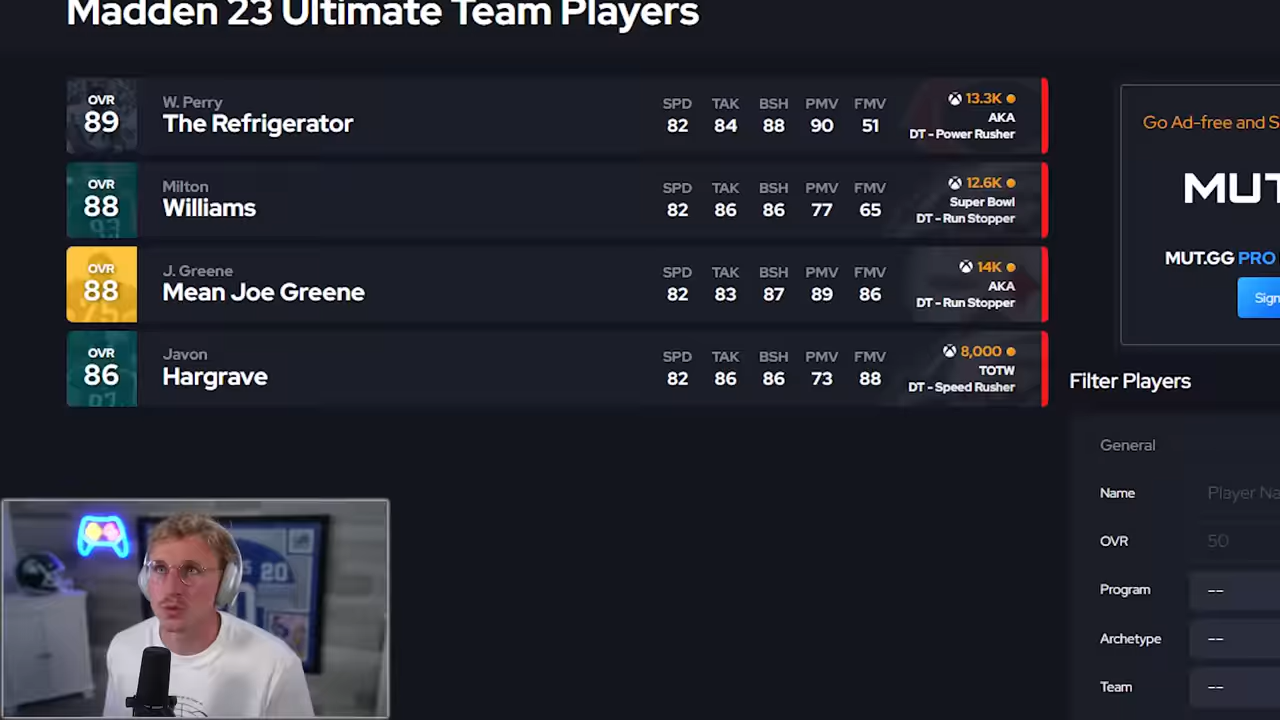 Madden 23 Ultimate Team Players
OVR
89
W. Perry
The Refrigerator
SPD TAK BSH PMV FMV
82 84 88 90 51
13.3K
AKA
DT - Power Rusher
OVR
88
Milton
Williams
SPD TAK BSH PMV FMV
82 86 86 77 65
12.6K
Super Bowl
DT - Run Stopper
OVR
88
J. Greene
Mean Joe Greene
SPD TAK BSH PMV FMV
82 83 87 89 86
14K
AKA
DT - Run Stopper
OVR
86
Javon
Hargrave
SPD TAK BSH PMV FMV
82 86 86 73 88
8,000
TOTW
DT - Speed Rusher
Go Ad-free and S
MUT
MUT.GG PRO
Sign
Filter Players
General
Name
Player Na
OVR
50
Program
--
Archetype
--
Team
--
20